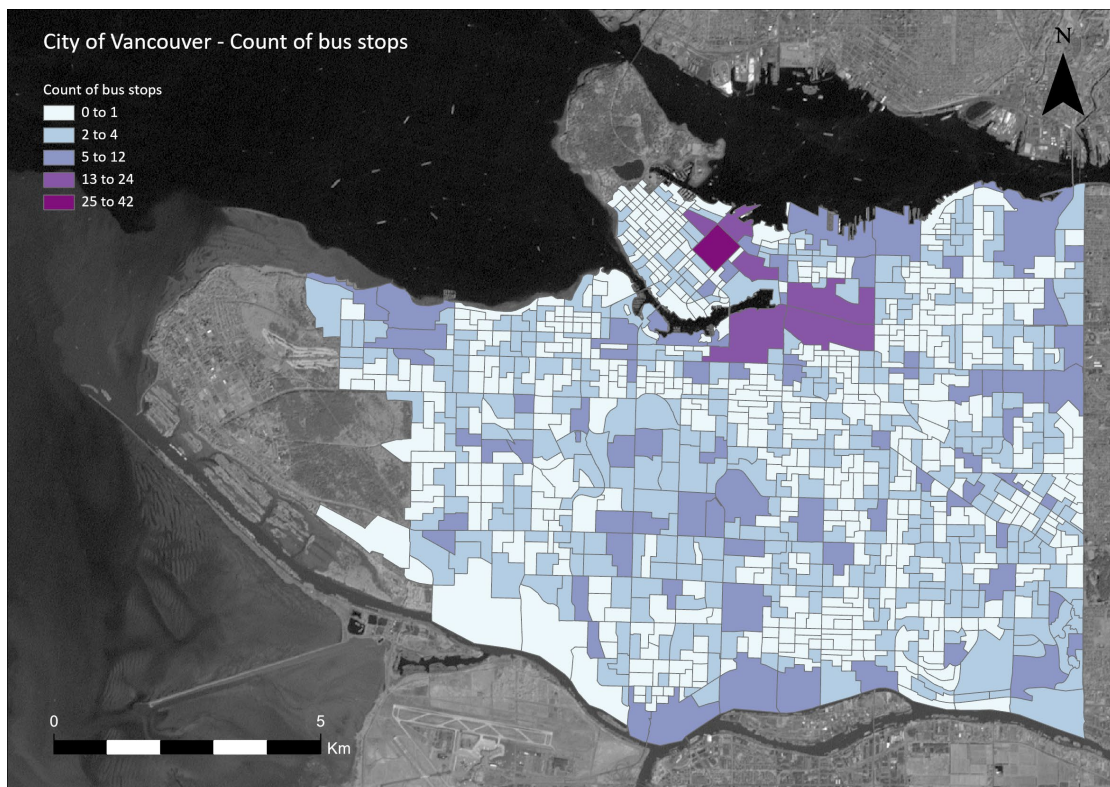 City of Vancouver - Count of bus stops
N
Count of bus stops
0 to 1
2 to 4
5 to 12
13 to 24
25 to 42
0 5
Km